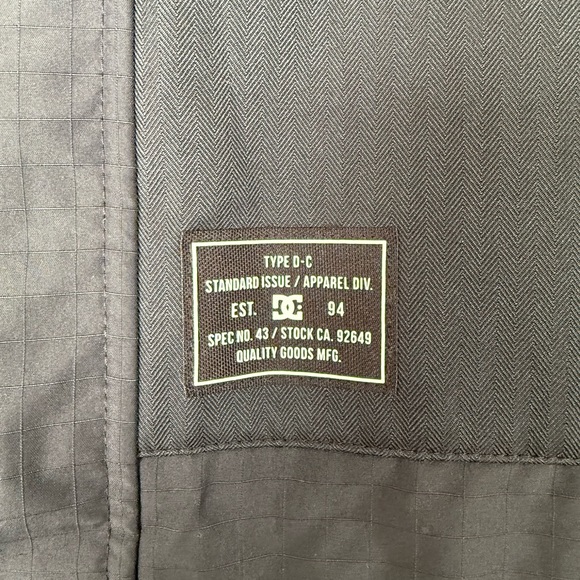 TYPE D-C
STANDARD ISSUE / APPAREL DIV.
EST. DC 94
SPEC NO. 43 / STOCK CA. 92649
QUALITY GOODS MFG.